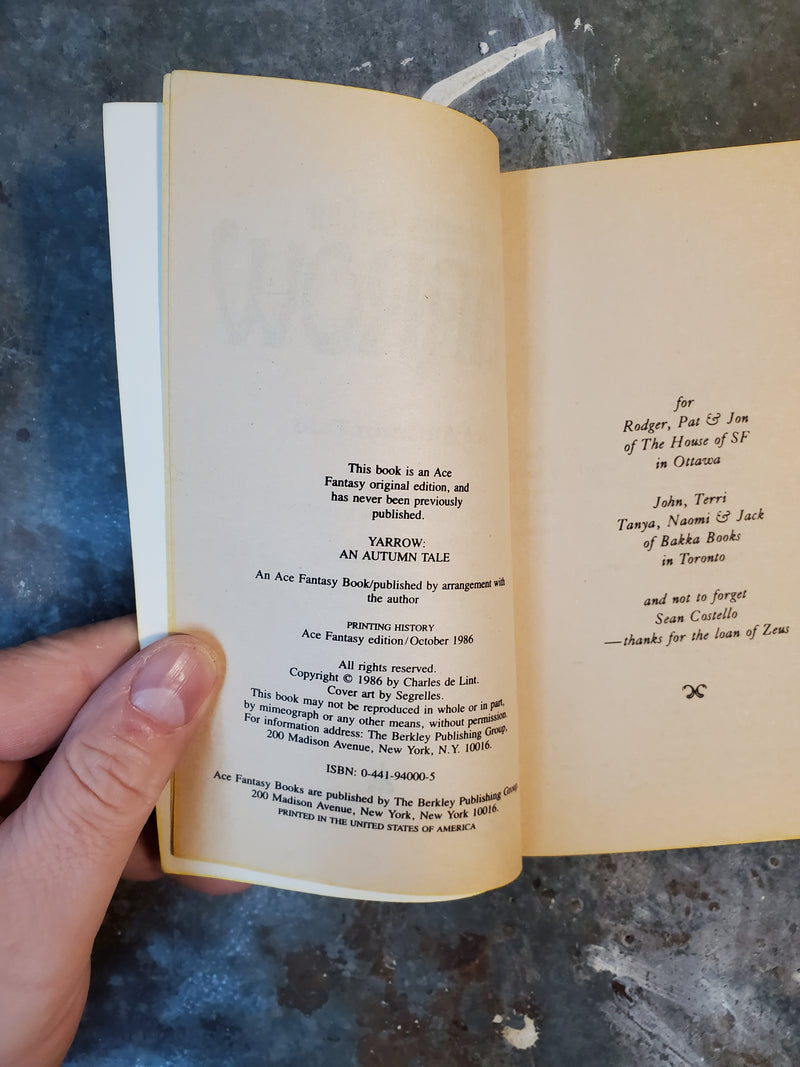 This book is an Ace
Fantasy original edition, and
has never been previously
published.
YARROW:
AN AUTUMN TALE
An Ace Fantasy Book/published by arrangement with
the author
PRINTING HISTORY
Ace Fantasy edition/October 1986
All rights reserved.
Copyright © 1986 by Charles de Lint.
Cover art by Segrelles.
This book may not be reproduced in whole or in part,
by mimeograph or any other means, without permission.
For information address: The Berkley Publishing Group,
200 Madison Avenue, New York, N.Y. 10016.
ISBN: 0-441-94000-5
Ace Fantasy Books are published by The Berkley Publishing Group
200 Madison Avenue, New York, New York 10016.
PRINTED IN THE UNITED STATES OF AMERICA
for
Rodger, Pat & Jon
of The House of SF
in Ottawa
John, Terri
Tanya, Naomi & Jack
of Bakka Books
in Toronto
and not to forget
Sean Costello
—thanks for the loan of Zeus